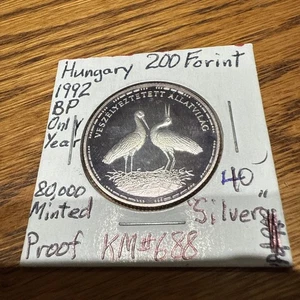 Hungary 200 Forint
1992
BP
Only
Year
VESZÉLYEZTETETT ÁLLATVILÁG
40
80,000
Minted
"Silver"
Proof KM#688